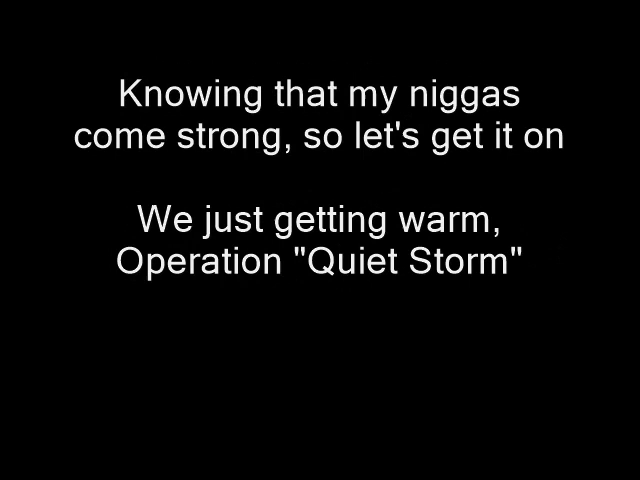 Knowing that my niggas
come strong, so let's get it on
We just getting warm,
Operation "Quiet Storm"